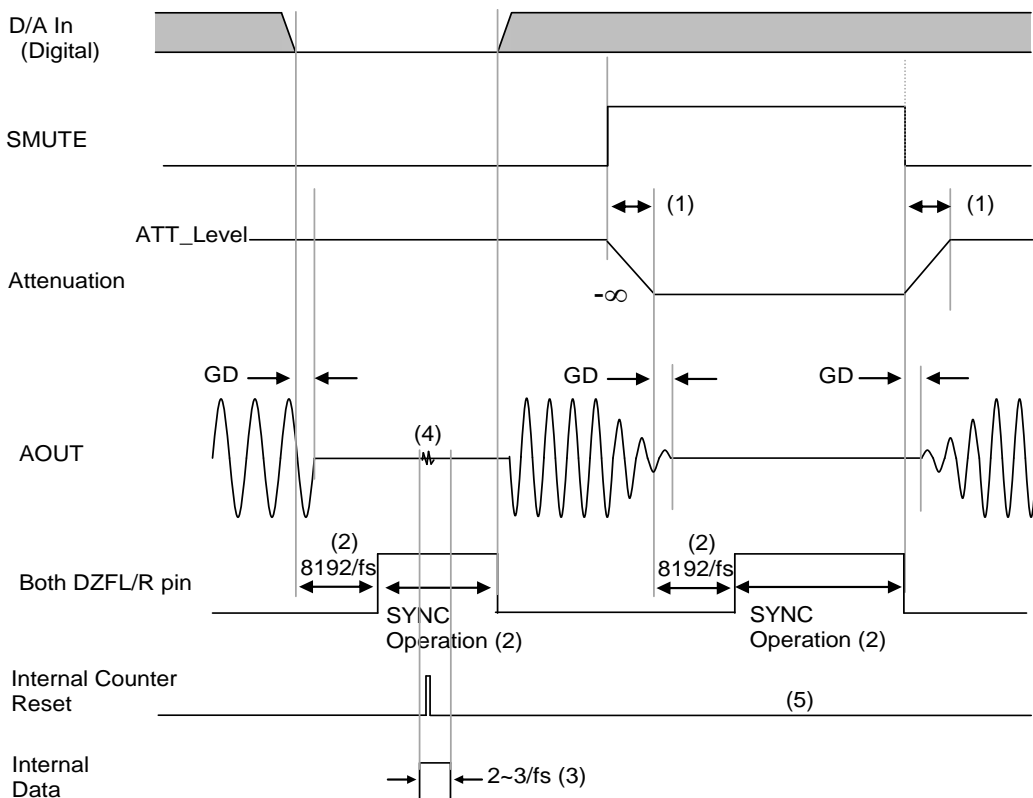 D/A In
(Digital)
SMUTE
(1)
(1)
ATT_Level
Attenuation
-∞
GD
GD
GD
(4)
AOUT
(2)
8192/fs
(2)
8192/fs
Both DZFL/R pin
SYNC
Operation (2)
SYNC
Operation (2)
Internal Counter
Reset
(5)
Internal
Data
2~3/fs (3)